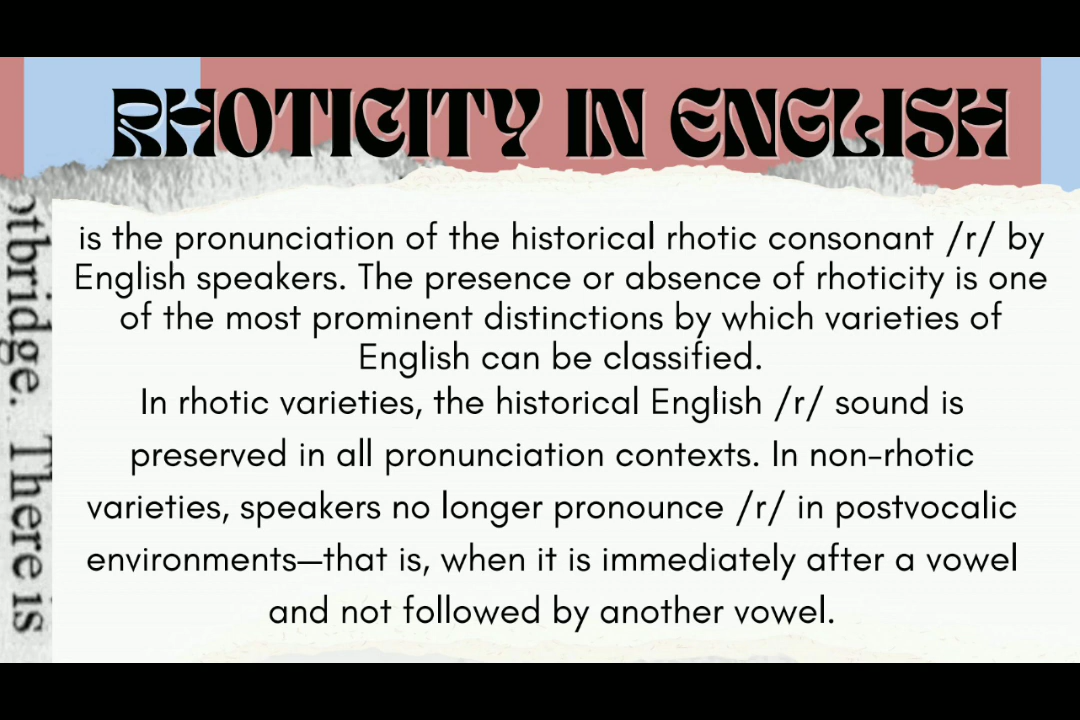 RHOTICITY IN ENGLISH
is the pronunciation of the historical rhotic consonant /r/ by
English speakers. The presence or absence of rhoticity is one
of the most prominent distinctions by which varieties of
English can be classified.
In rhotic varieties, the historical English /r/ sound is
preserved in all pronunciation contexts. In non-rhotic
varieties, speakers no longer pronounce /r/ in postvocalic
environments—that is, when it is immediately after a vowel
and not followed by another vowel.
otbridge. There is